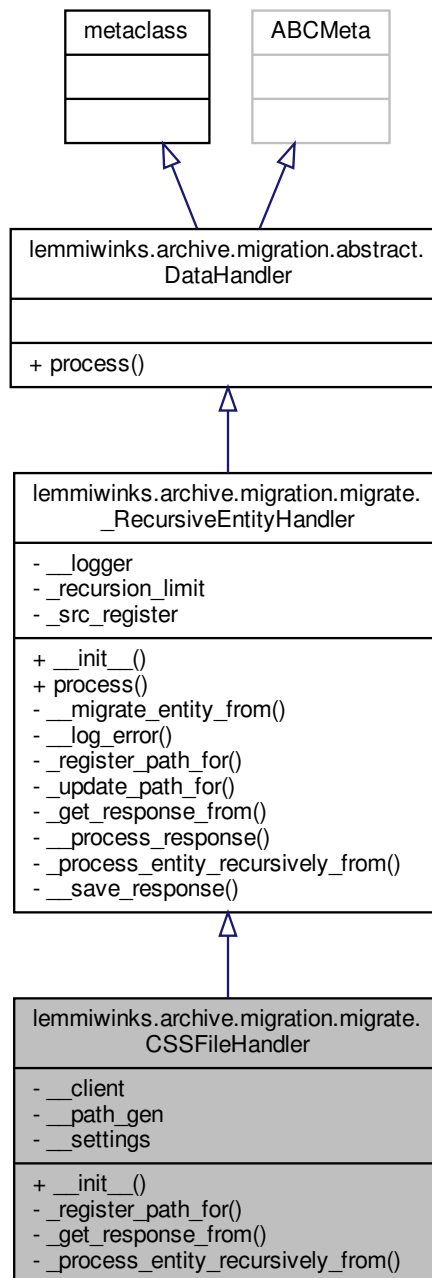 metaclass
ABCMeta
lemmiwinks.archive.migration.abstract.
DataHandler
+ process()
lemmiwinks.archive.migration.migrate.
_RecursiveEntityHandler
- __logger
- _recursion_limit
- _src_register
+ __init__()
+ process()
- __migrate_entity_from()
- __log_error()
- _register_path_for()
- _update_path_for()
- _get_response_from()
- __process_response()
- _process_entity_recursively_from()
- __save_response()
lemmiwinks.archive.migration.migrate.
CSSFileHandler
- __client
- __path_gen
- __settings
+ __init__()
- _register_path_for()
- _get_response_from()
- _process_entity_recursively_from()